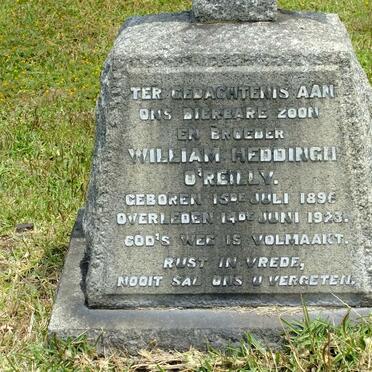 TER GEDACHTENIS AAN
ONS DIERBARE ZOON
EN BROEDER
WILLIAM HEDDINGH
O'REILLY.
GEBOREN 15DE JULI 1896
OVERLEDEN 14DE JUNI 1923.
GOD'S WEG IS VOLMAAKT.
RUST IN VREDE,
NOOIT SAL ONS U VERGETEN.